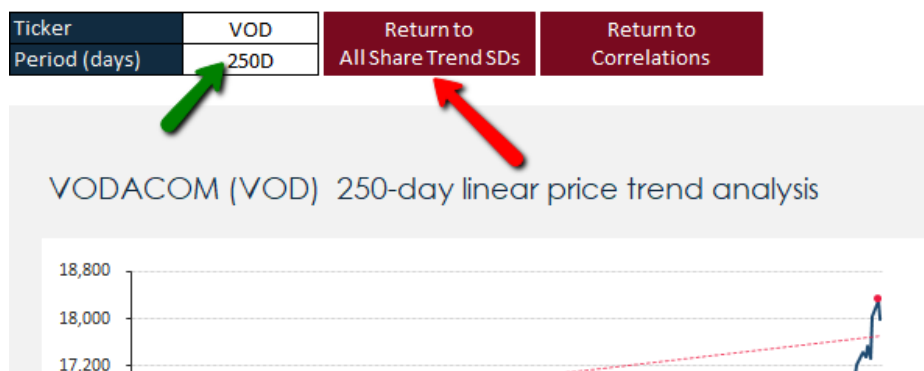 Ticker VOD Return to Return to
Period (days) 250D All Share Trend SDs Correlations
VODACOM (VOD) 250-day linear price trend analysis
18,800
18,000
17,200